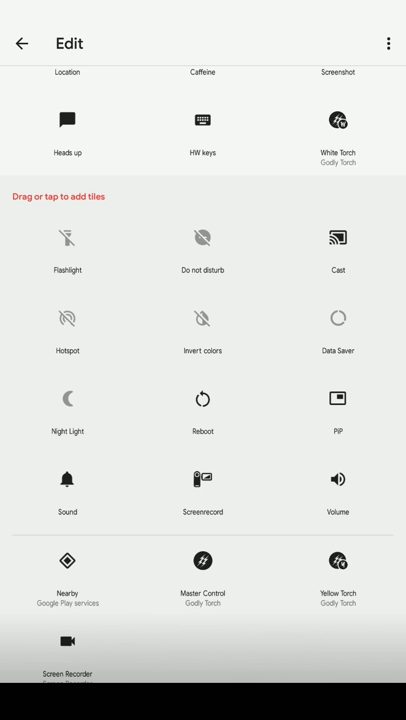 Edit
Location
Caffeine
Screenshot
Heads up
HW keys
White Torch
Godly Torch
Drag or tap to add tiles
Flashlight
Do not disturb
Cast
Hotspot
Invert colors
Data Saver
Night Light
Reboot
PiP
Sound
Screenrecord
Volume
Nearby
Google Play services
Master Control
Godly Torch
Yellow Torch
Godly Torch
Screen Recorder
Screen Recorder